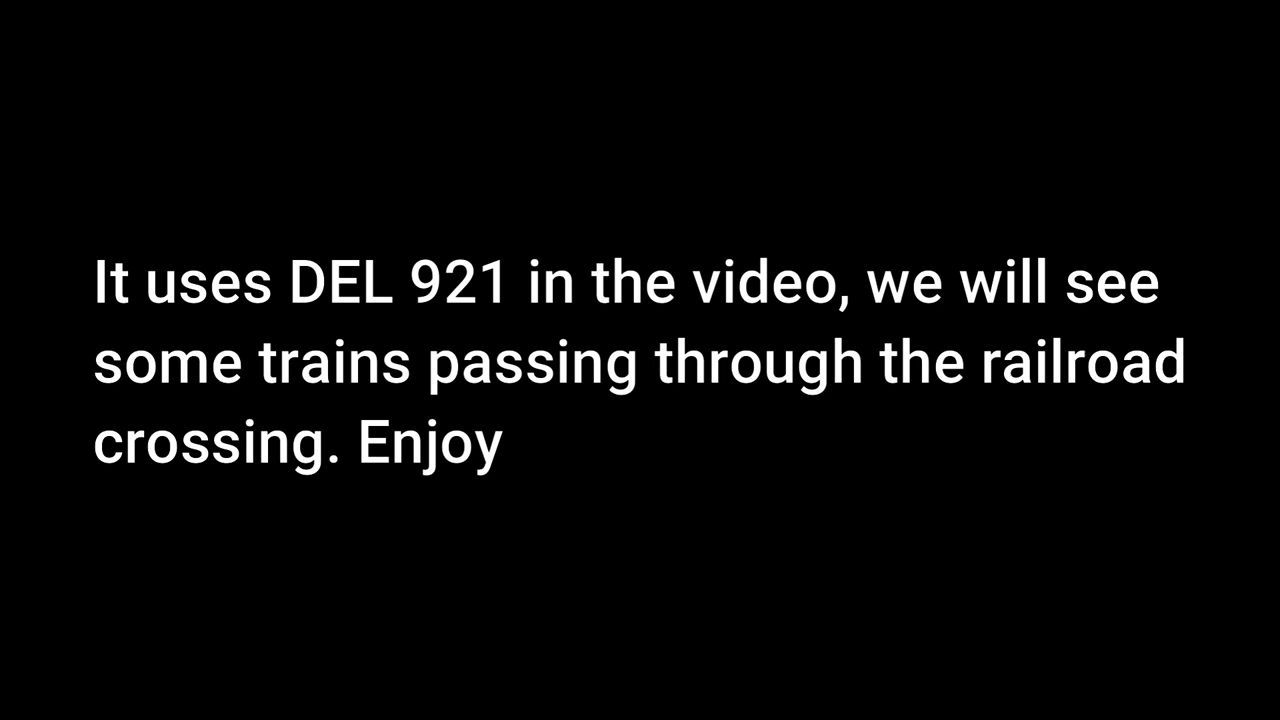 It uses DEL 921 in the video, we will see
some trains passing through the railroad
crossing. Enjoy